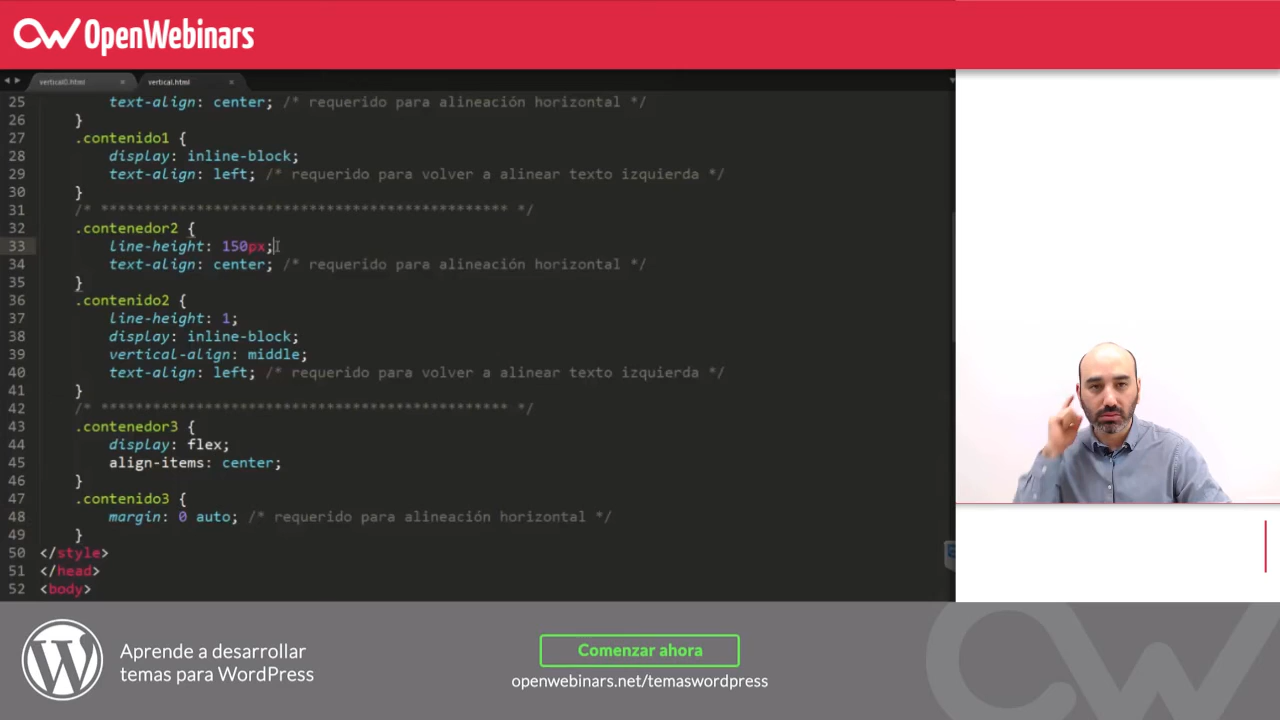 OpenWebinars
vertical0.html ×
vertical.html ×
25 text-align: center; /* requerido para alineación horizontal */
26 }
27 .contenido1 {
28 display: inline-block;
29 text-align: left; /* requerido para volver a alinear texto izquierda */
30 }
31 /* *********************************************** */
32 .contenedor2 {
33 line-height: 150px;
34 text-align: center; /* requerido para alineación horizontal */
35 }
36 .contenido2 {
37 line-height: 1;
38 display: inline-block;
39 vertical-align: middle;
40 text-align: left; /* requerido para volver a alinear texto izquierda */
41 }
42 /* *********************************************** */
43 .contenedor3 {
44 display: flex;
45 align-items: center;
46 }
47 .contenido3 {
48 margin: 0 auto; /* requerido para alineación horizontal */
49 }
50 </style>
51 </head>
52 <body>
Aprende a desarrollar
temas para WordPress
Comenzar ahora
openwebinars.net/temaswordpress